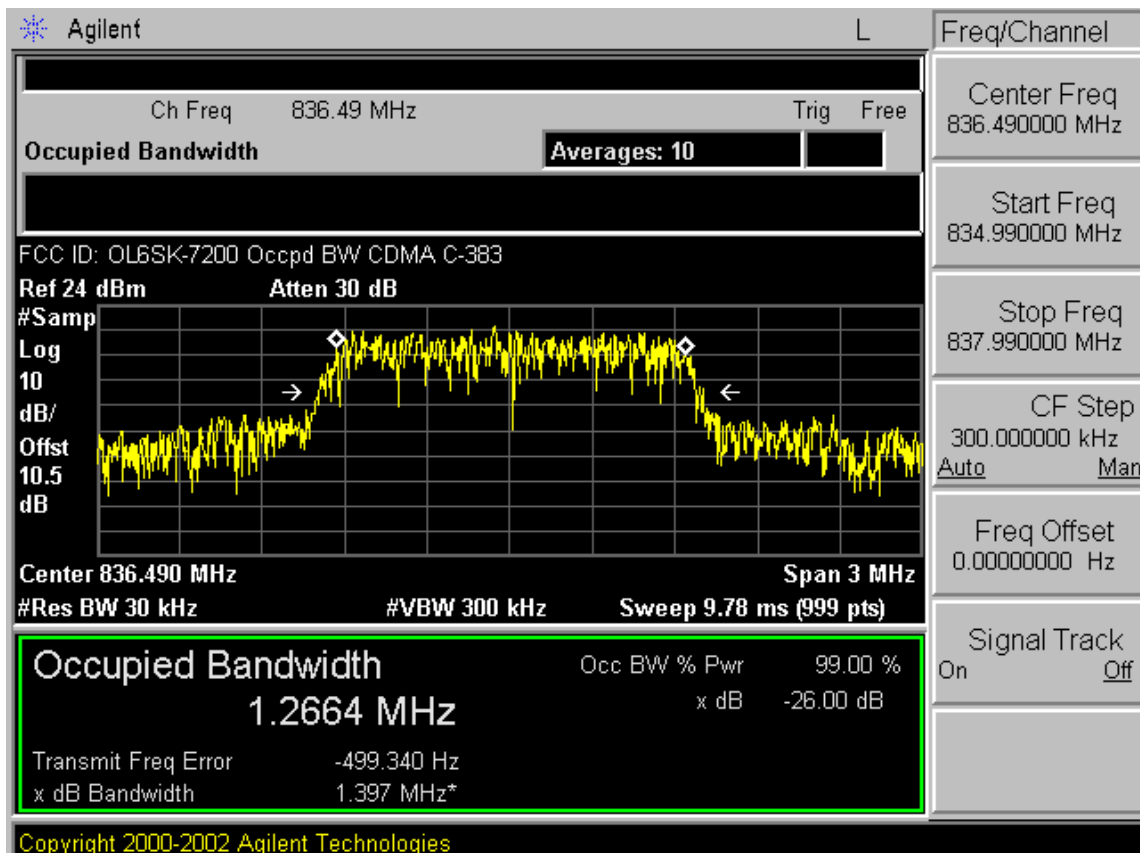 Agilent L
Ch Freq 836.49 MHz Trig Free
Occupied Bandwidth Averages: 10
FCC ID: OL6SK-7200 Occpd BW CDMA C-383
Ref 24 dBm Atten 30 dB
#Samp
Log
10
dB/
Offst
10.5
dB
Center 836.490 MHz Span 3 MHz
#Res BW 30 kHz #VBW 300 kHz Sweep 9.78 ms (999 pts)
Occupied Bandwidth Occ BW % Pwr 99.00 %
1.2664 MHz x dB -26.00 dB
Transmit Freq Error -499.340 Hz
x dB Bandwidth 1.397 MHz*
Copyright 2000-2002 Agilent Technologies
Freq/Channel
Center Freq
836.490000 MHz
Start Freq
834.990000 MHz
Stop Freq
837.990000 MHz
CF Step
300.000000 kHz
Auto Man
Freq Offset
0.00000000 Hz
Signal Track
On Off